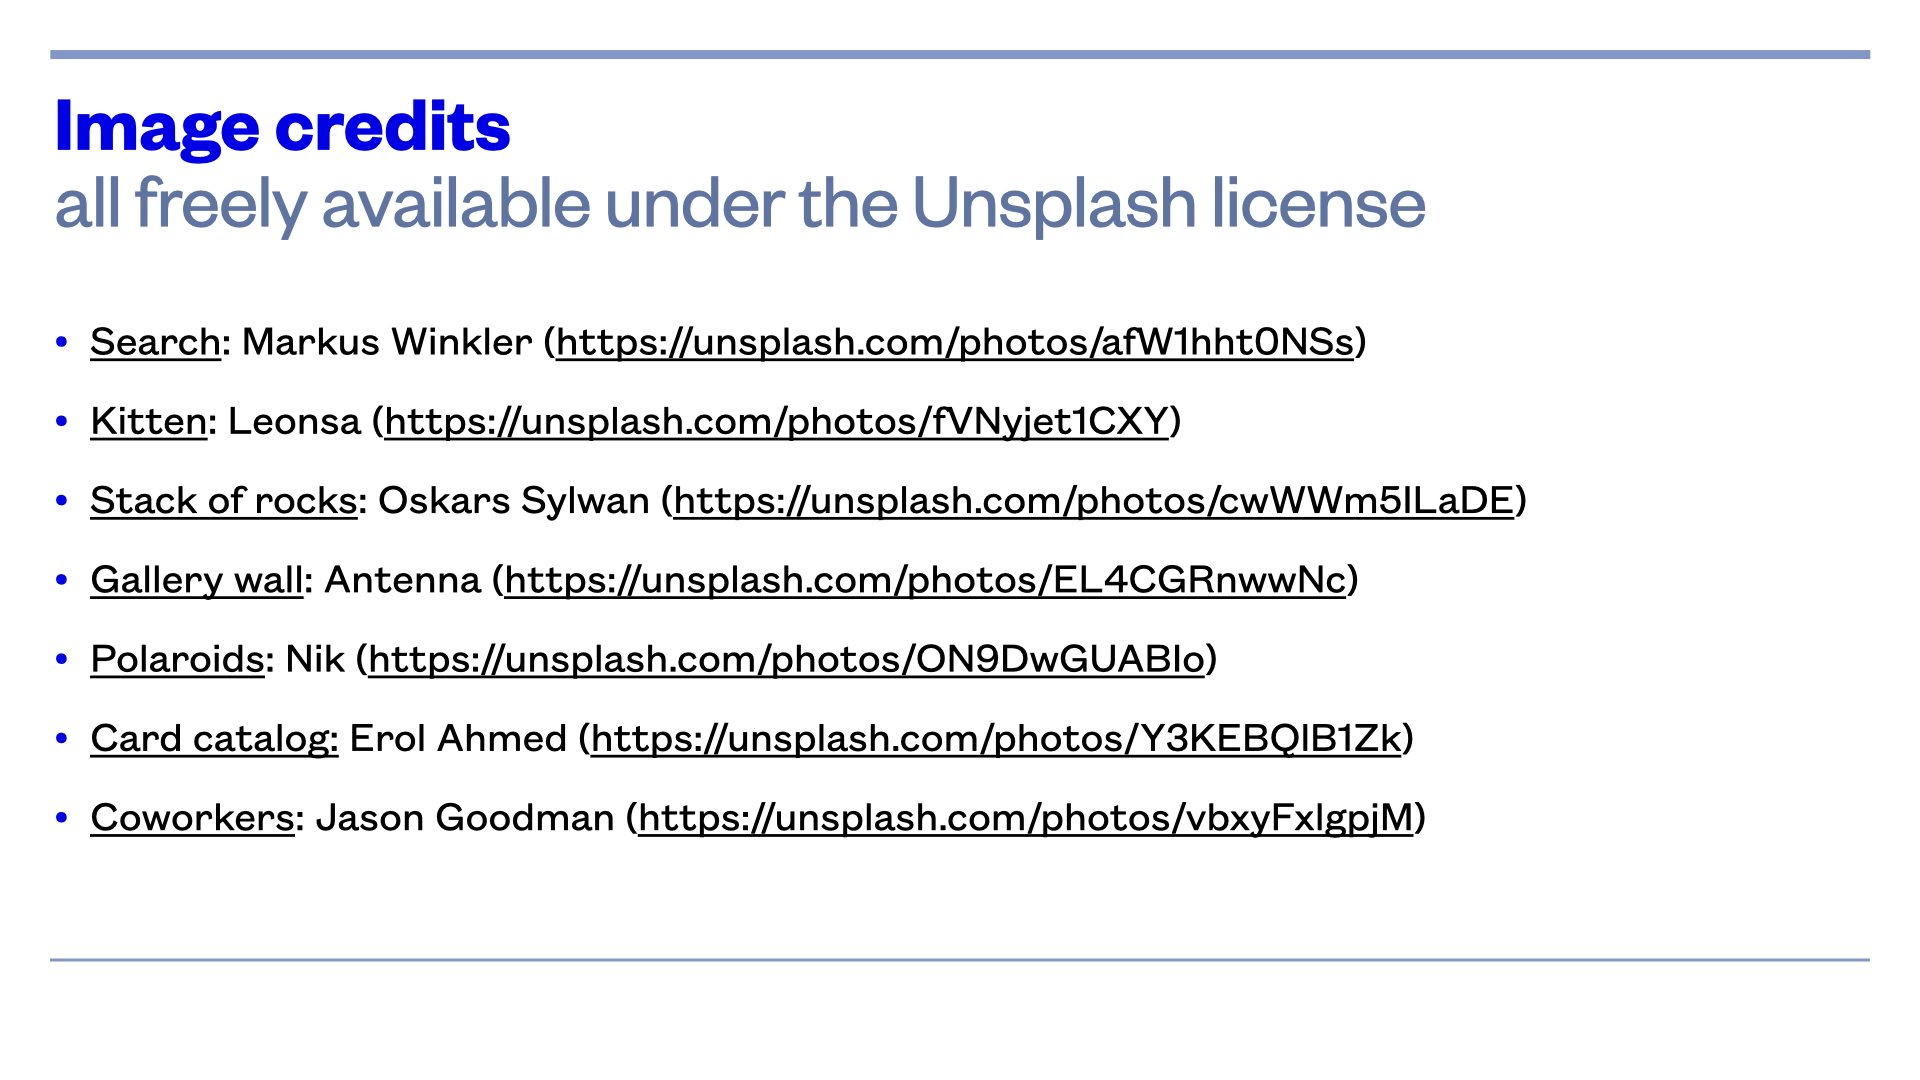 Image credits
all freely available under the Unsplash license
• Search: Markus Winkler (https://unsplash.com/photos/afW1hht0NSs)
• Kitten: Leonsa (https://unsplash.com/photos/fVNyjet1CXY)
• Stack of rocks: Oskars Sylwan (https://unsplash.com/photos/cwWWm5ILaDE)
• Gallery wall: Antenna (https://unsplash.com/photos/EL4CGRnwwNc)
• Polaroids: Nik (https://unsplash.com/photos/ON9DwGUABIo)
• Card catalog: Erol Ahmed (https://unsplash.com/photos/Y3KEBQlB1Zk)
• Coworkers: Jason Goodman (https://unsplash.com/photos/vbxyFxlgpjM)